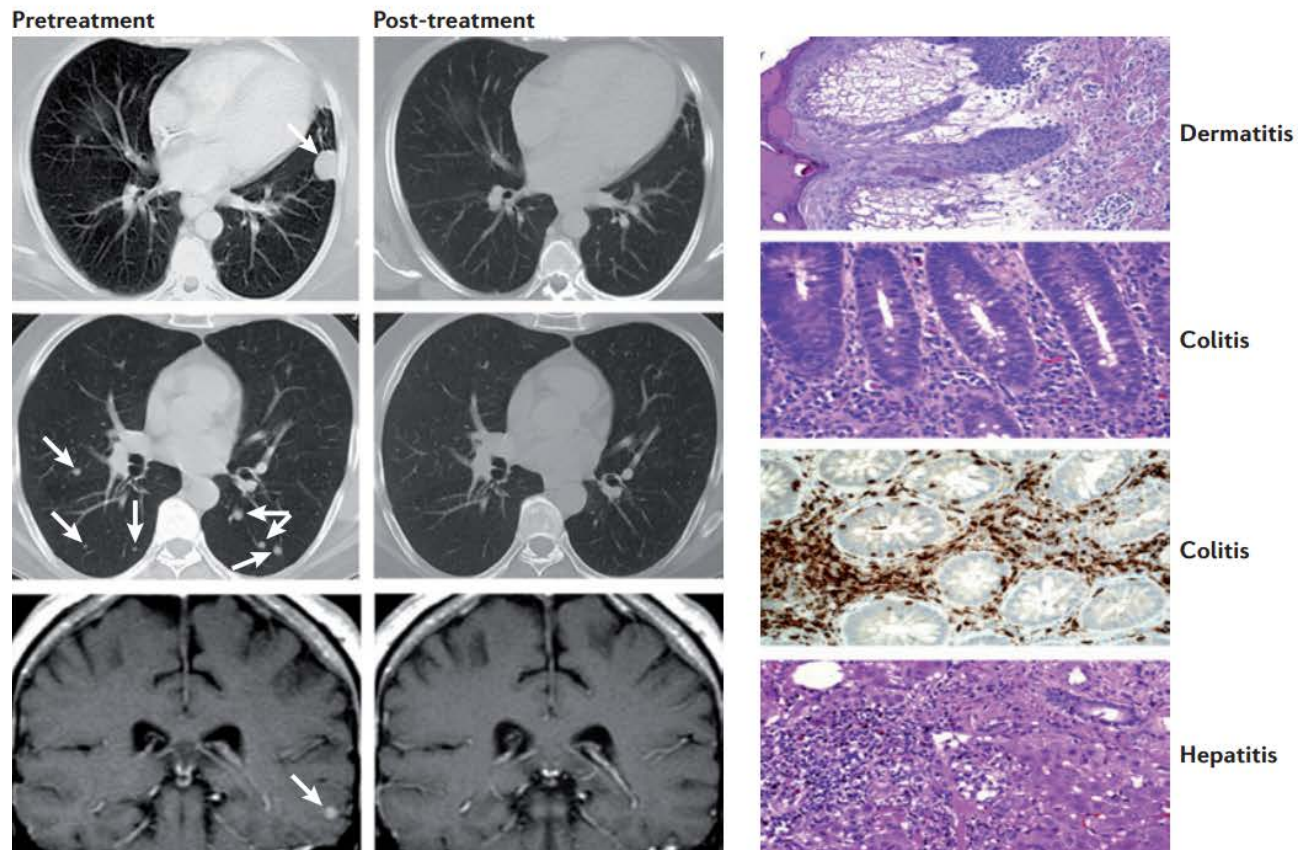 Pretreatment
Post-treatment
Dermatitis
Colitis
Colitis
Hepatitis